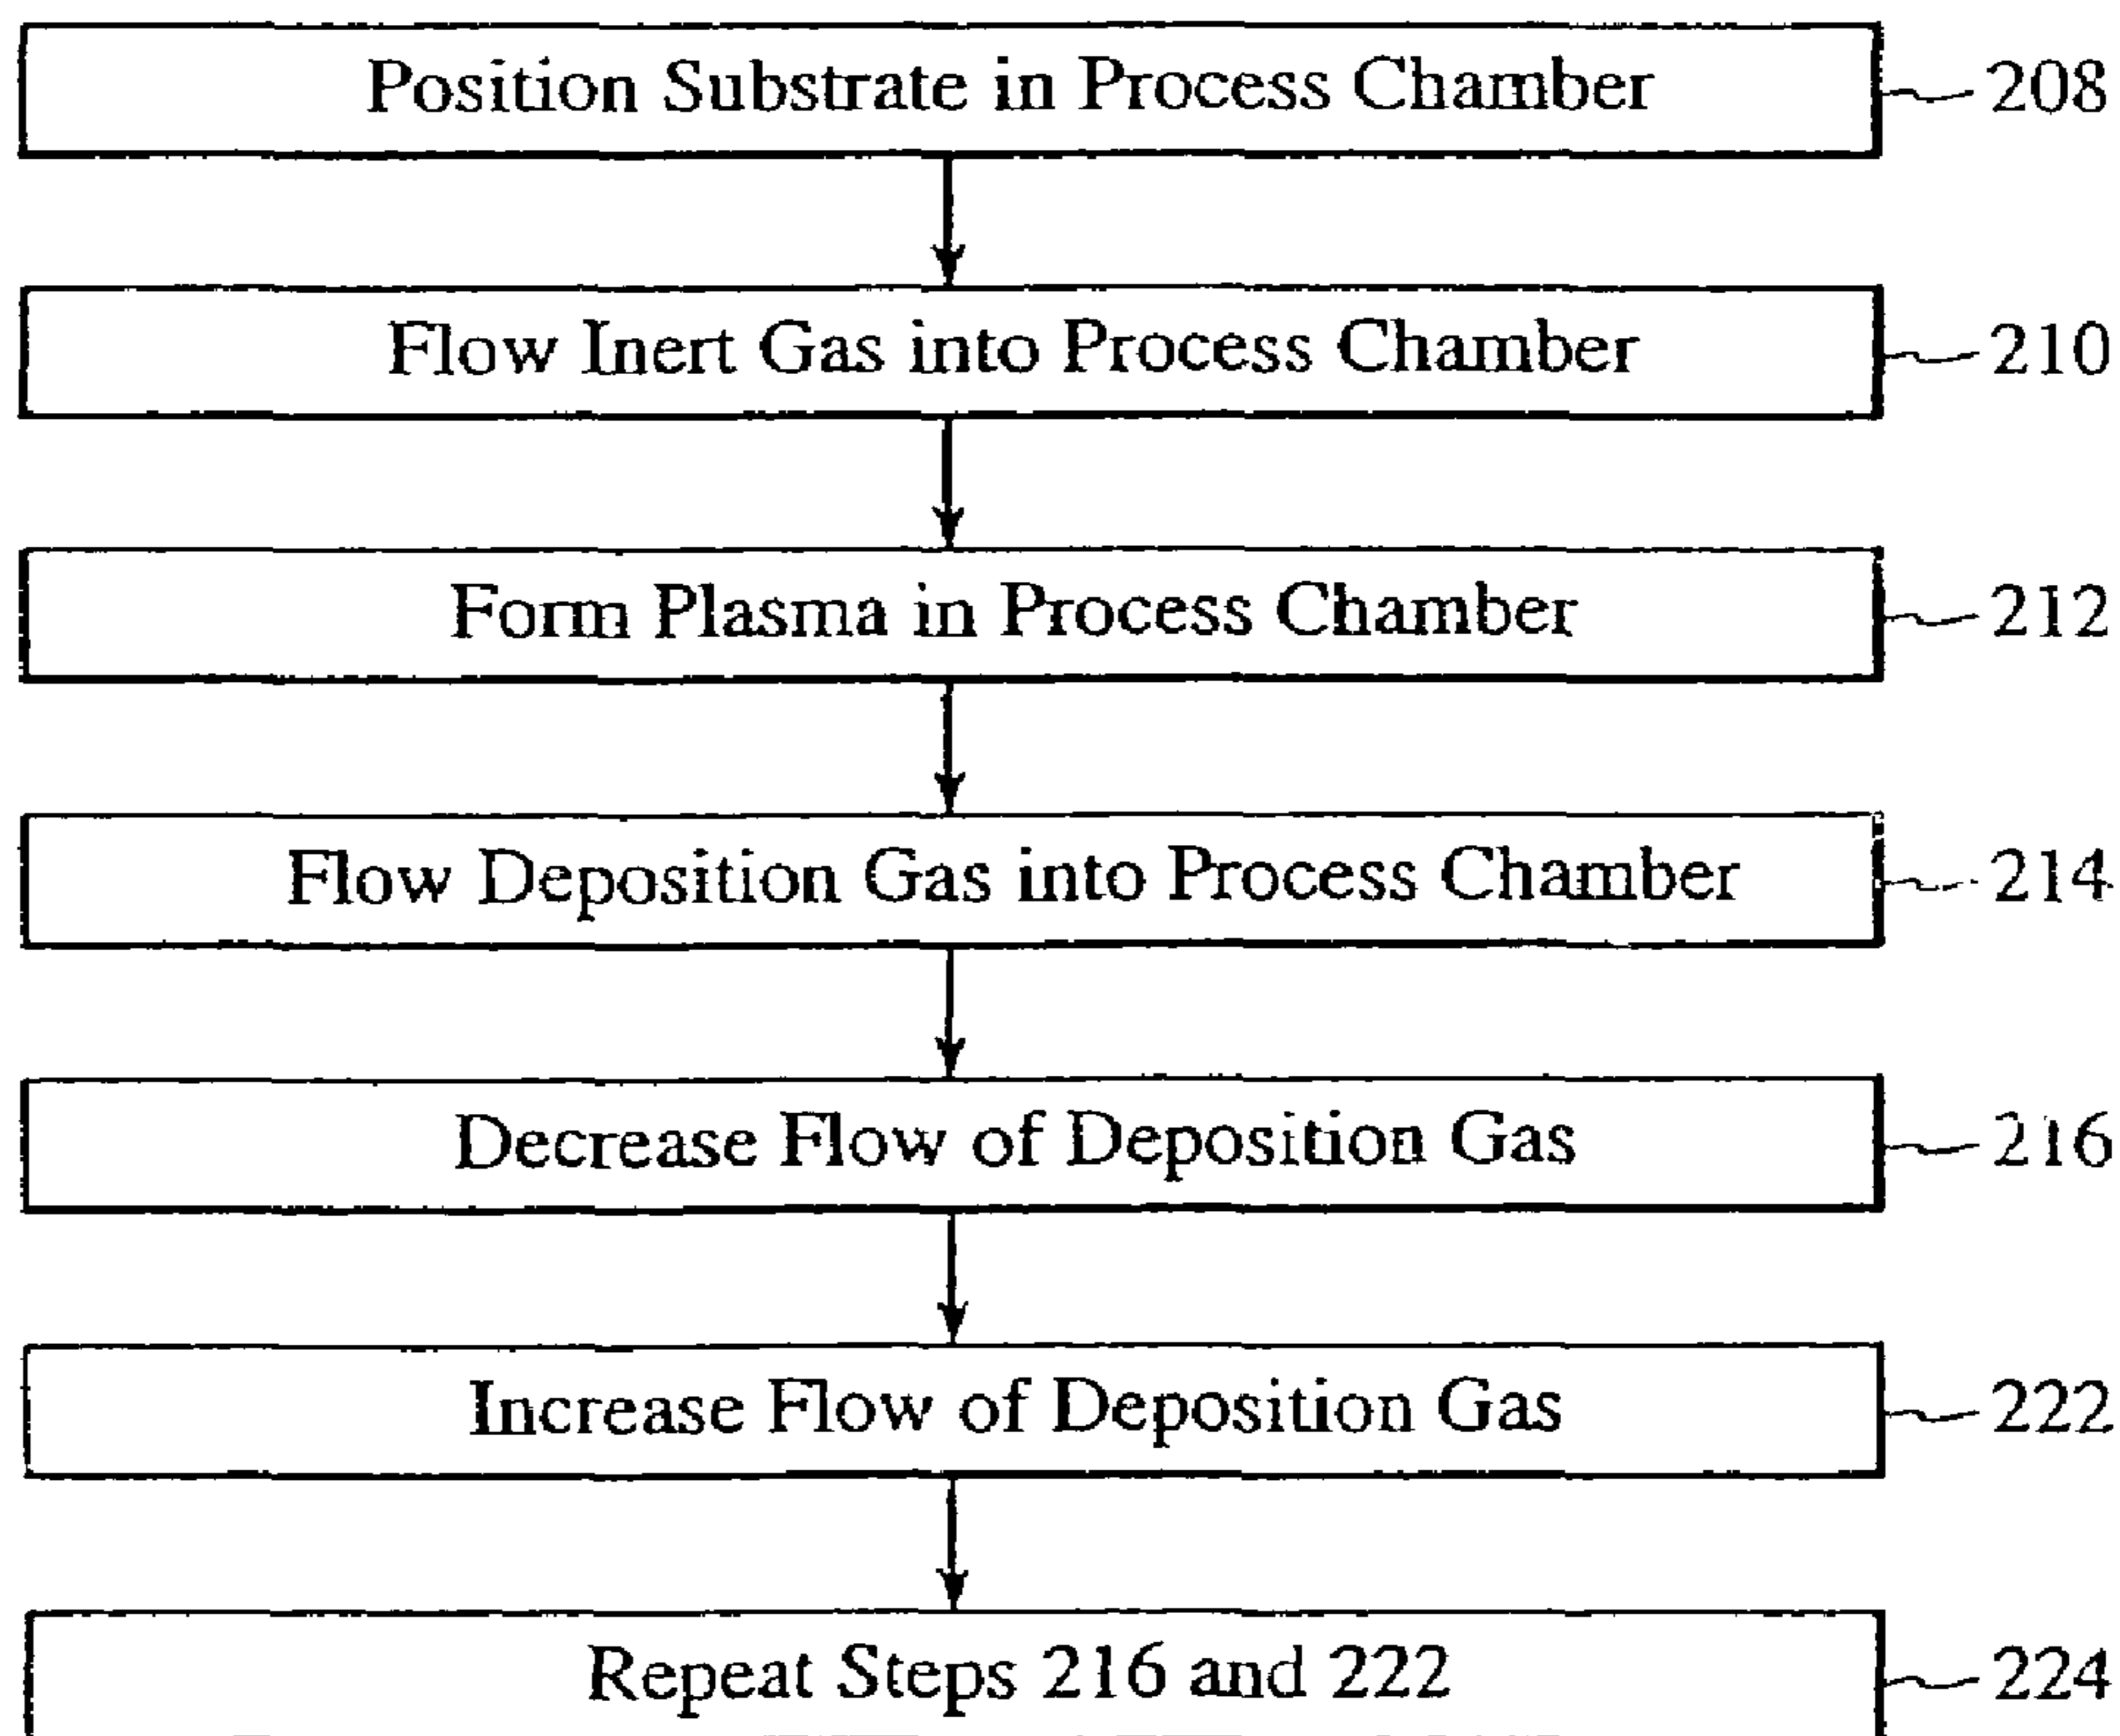 Position Substrate in Process Chamber 208
Flow Inert Gas into Process Chamber 210
Form Plasma in Process Chamber 212
Flow Deposition Gas into Process Chamber 214
Decrease Flow of Deposition Gas 216
Increase Flow of Deposition Gas 222
Repeat Steps 216 and 222 224